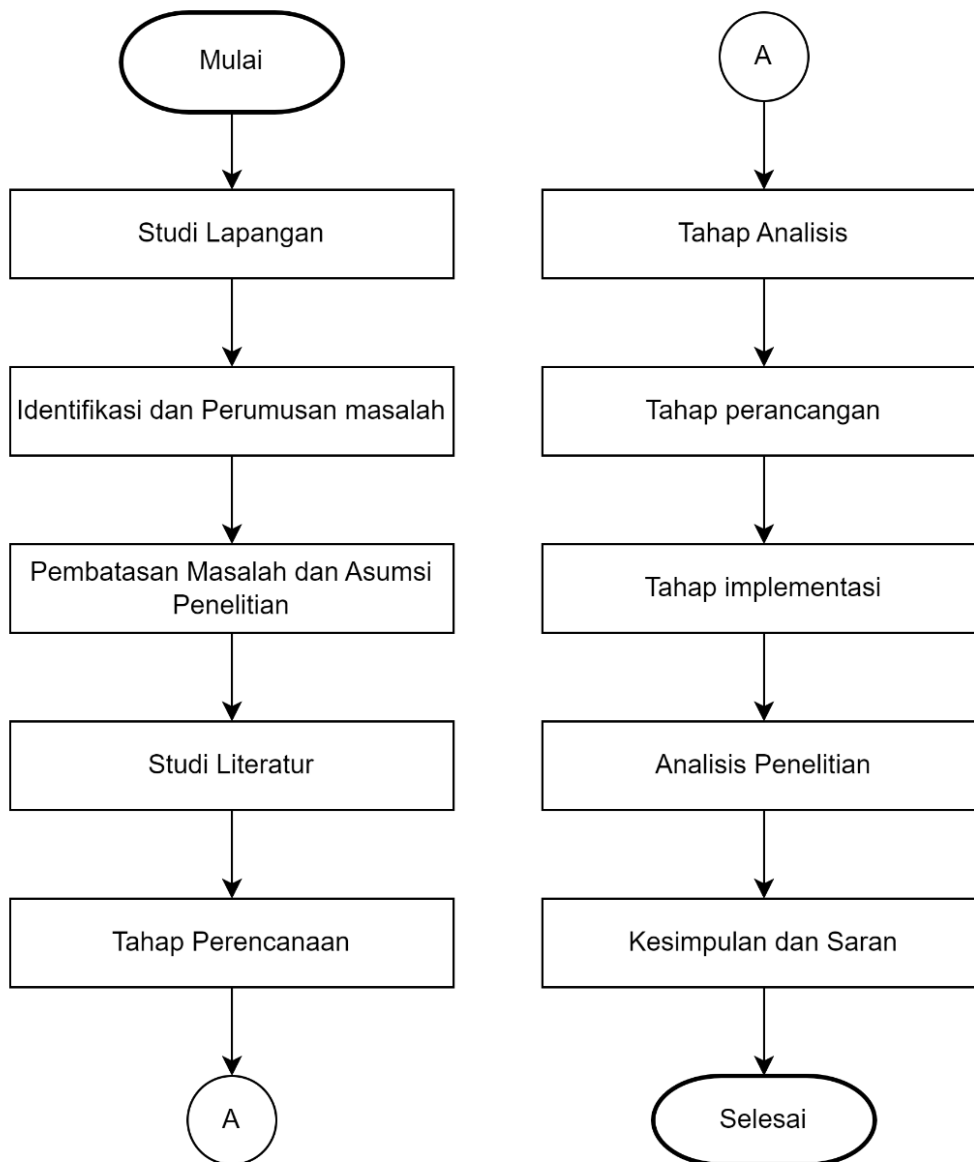 Mulai
Studi Lapangan
Identifikasi dan Perumusan masalah
Pembatasan Masalah dan Asumsi
Penelitian
Studi Literatur
Tahap Perencanaan
A
A
Tahap Analisis
Tahap perancangan
Tahap implementasi
Analisis Penelitian
Kesimpulan dan Saran
Selesai